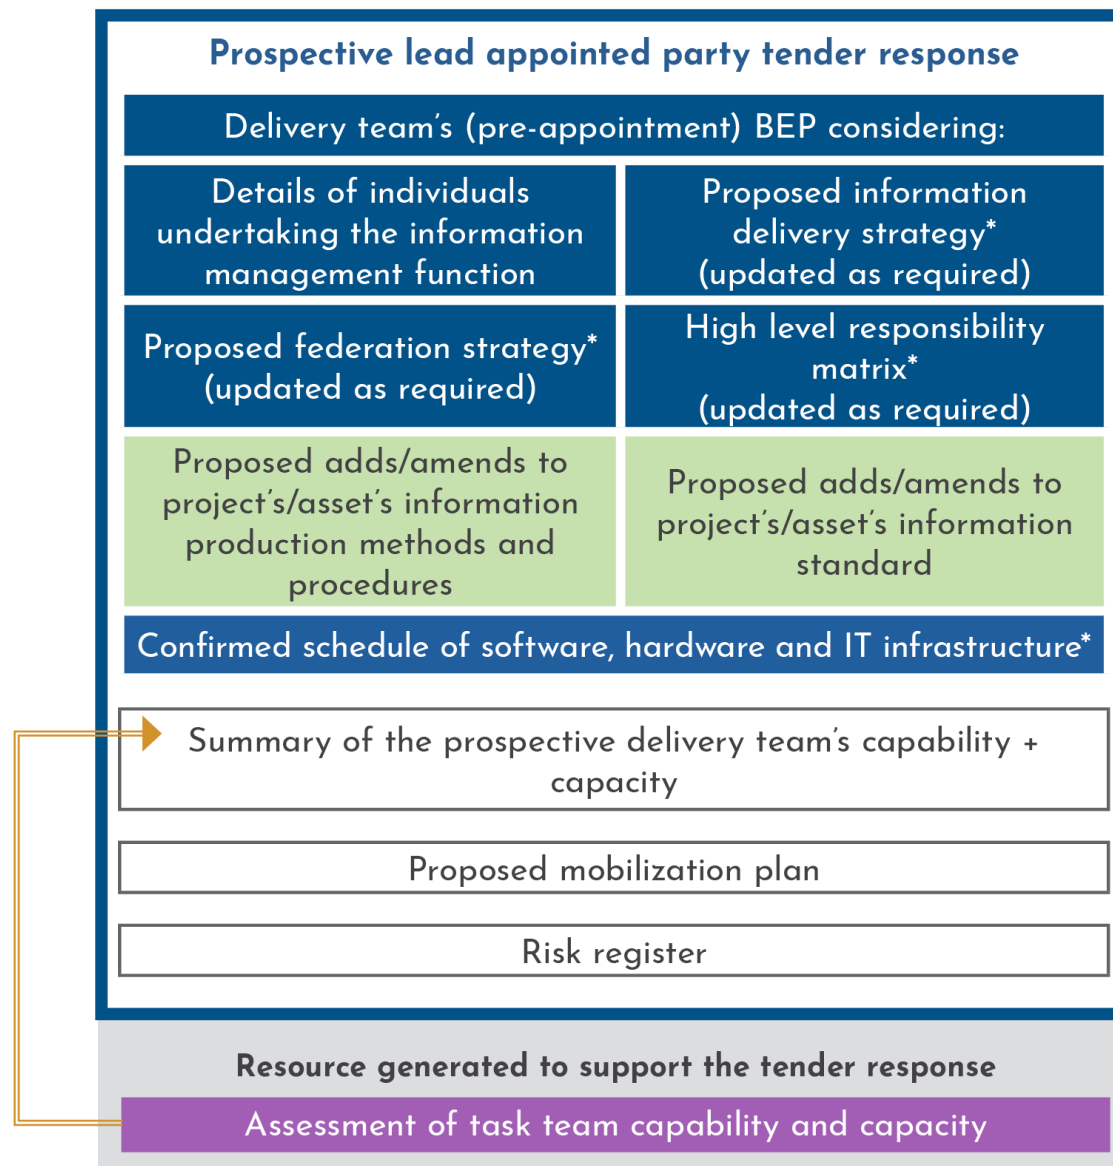 Prospective lead appointed party tender response
Delivery team's (pre-appointment) BEP considering:
Details of individuals
undertaking the information
management function
Proposed information
delivery strategy*
(updated as required)
Proposed federation strategy*
(updated as required)
High level responsibility
matrix*
(updated as required)
Proposed adds/amends to
project's/asset's information
production methods and
procedures
Proposed adds/amends to
project's/asset's information
standard
Confirmed schedule of software, hardware and IT infrastructure*
Summary of the prospective delivery team's capability +
capacity
Proposed mobilization plan
Risk register
Resource generated to support the tender response
Assessment of task team capability and capacity